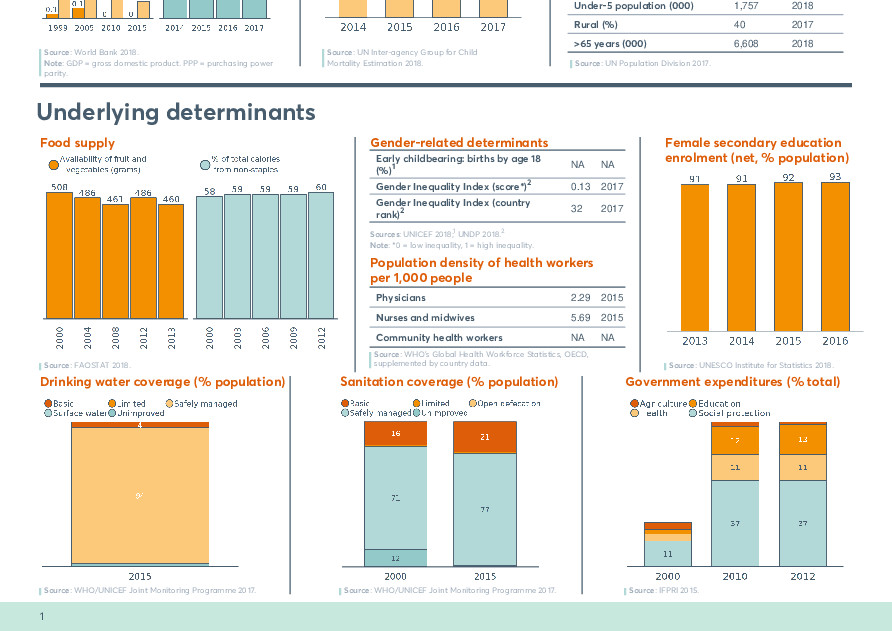 0.1 0.1 0 0
1999 2005 2010 2015
2014 2015 2016 2017
Source: World Bank 2018.
Note: GDP = gross domestic product. PPP = purchasing power
parity.
2014 2015 2016 2017
Source: UN Inter-agency Group for Child
Mortality Estimation 2018.
Under-5 population (000) 1,757 2018
Rural (%) 40 2017
>65 years (000) 6,608 2018
Source: UN Population Division 2017.
Underlying determinants
Food supply
Availability of fruit and
vegetables (grams)
% of total calories
from non-staples
508 486 461 486 460
58 59 59 59 60
2000 2004 2008 2012 2013
2000 2003 2006 2009 2012
Source: FAOSTAT 2018.
Gender-related determinants
Early childbearing: births by age 18
(%)1 NA NA
Gender Inequality Index (score*)2 0.13 2017
Gender Inequality Index (country
rank)2 32 2017
Sources: UNICEF 2018,1 UNDP 2018.2
Note: *0 = low inequality, 1 = high inequality.
Population density of health workers
per 1,000 people
Physicians 2.29 2015
Nurses and midwives 5.69 2015
Community health workers NA NA
Source: WHO's Global Health Workforce Statistics, OECD,
supplemented by country data.
Female secondary education
enrolment (net, % population)
91 91 92 93
2013 2014 2015 2016
Source: UNESCO Institute for Statistics 2018.
Drinking water coverage (% population)
Basic Limited Safely managed
Surface water Unimproved
4
94
2015
Source: WHO/UNICEF Joint Monitoring Programme 2017.
Sanitation coverage (% population)
Basic Limited Open defecation
Safely managed Unimproved
16 21
71 77
12
2000 2015
Source: WHO/UNICEF Joint Monitoring Programme 2017.
Government expenditures (% total)
Agriculture Education
Health Social protection
12 13
11 11
11 37 37
2000 2010 2012
Source: IFPRI 2015.
1